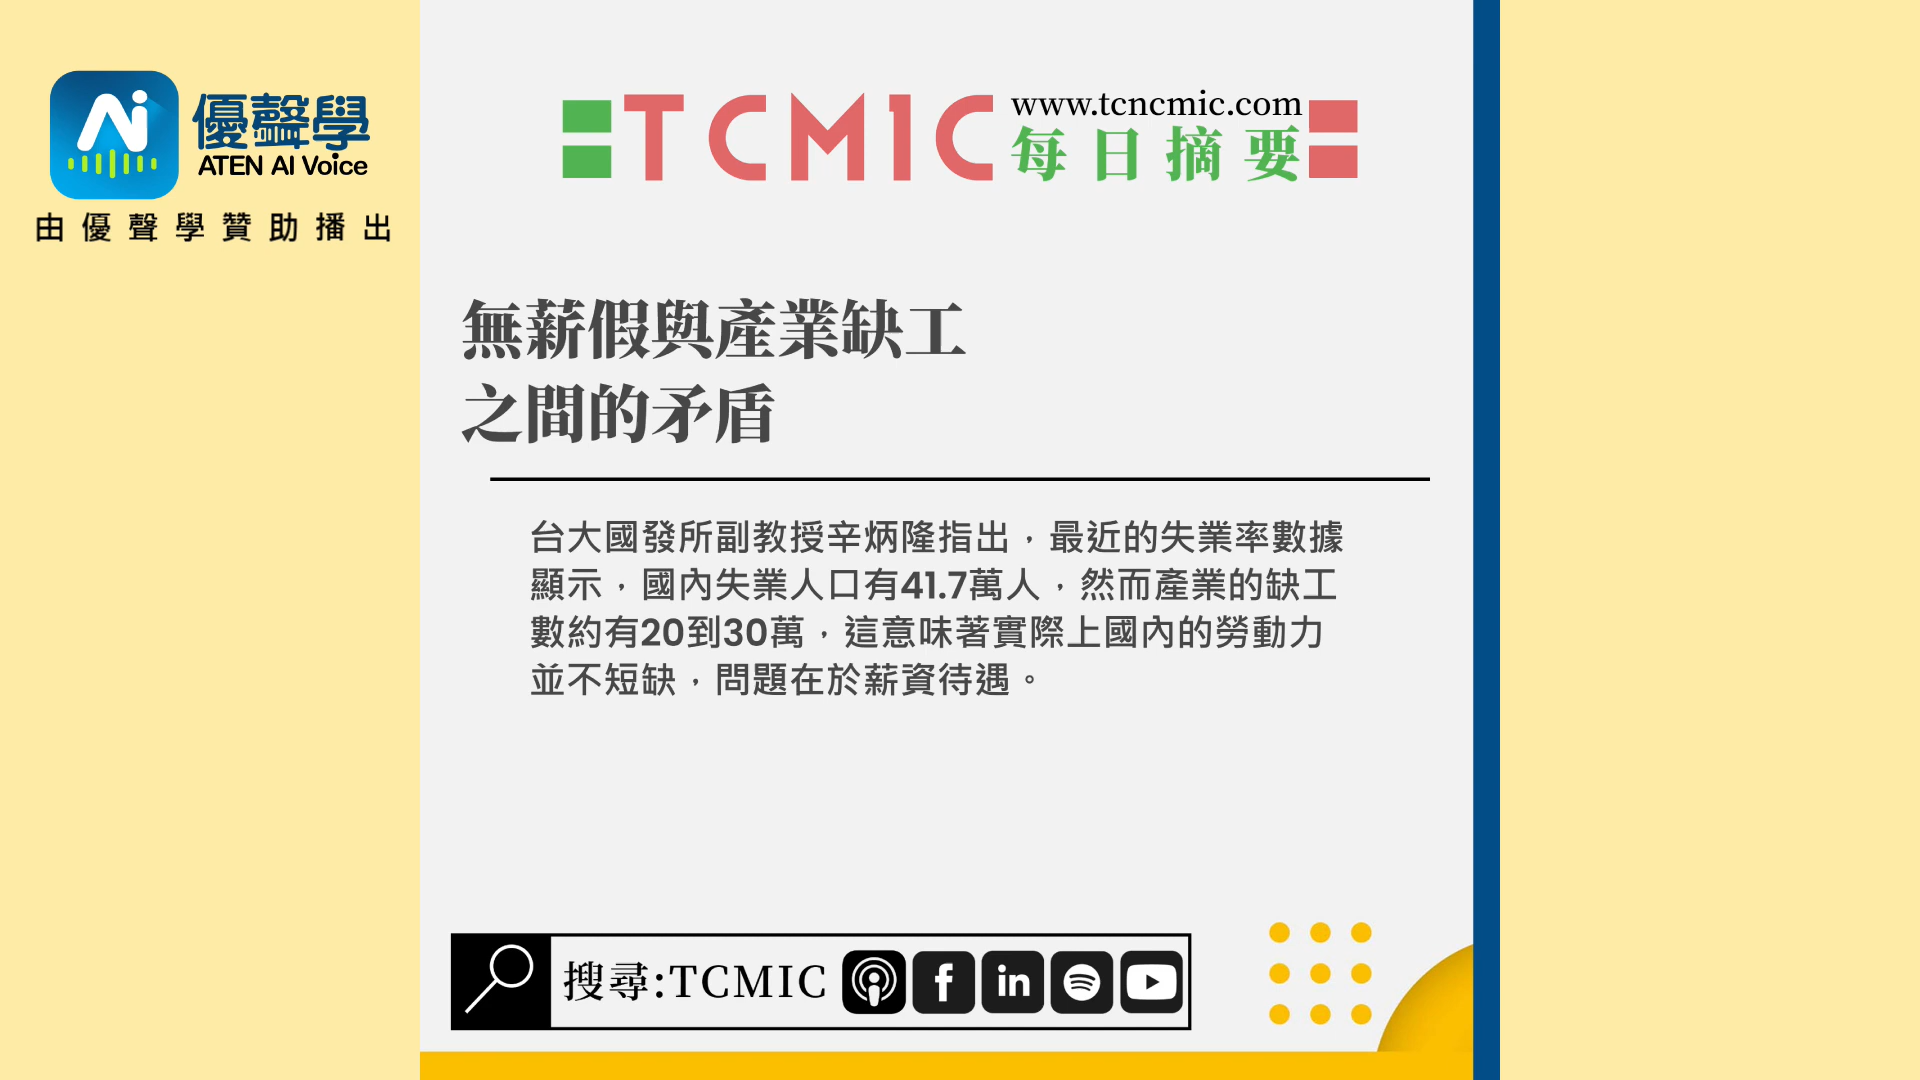 Ai
優聲學
ATEN AI Voice
由優聲學贊助播出
TCMIC
www.tcncmic.com
每日摘要
無薪假與產業缺工
之間的矛盾
台大國發所副教授辛炳隆指出，最近的失業率數據
顯示，國內失業人口有41.7萬人，然而產業的缺工
數約有20到30萬，這意味著實際上國內的勞動力
並不短缺，問題在於薪資待遇。
搜尋:TCMIC
f
in